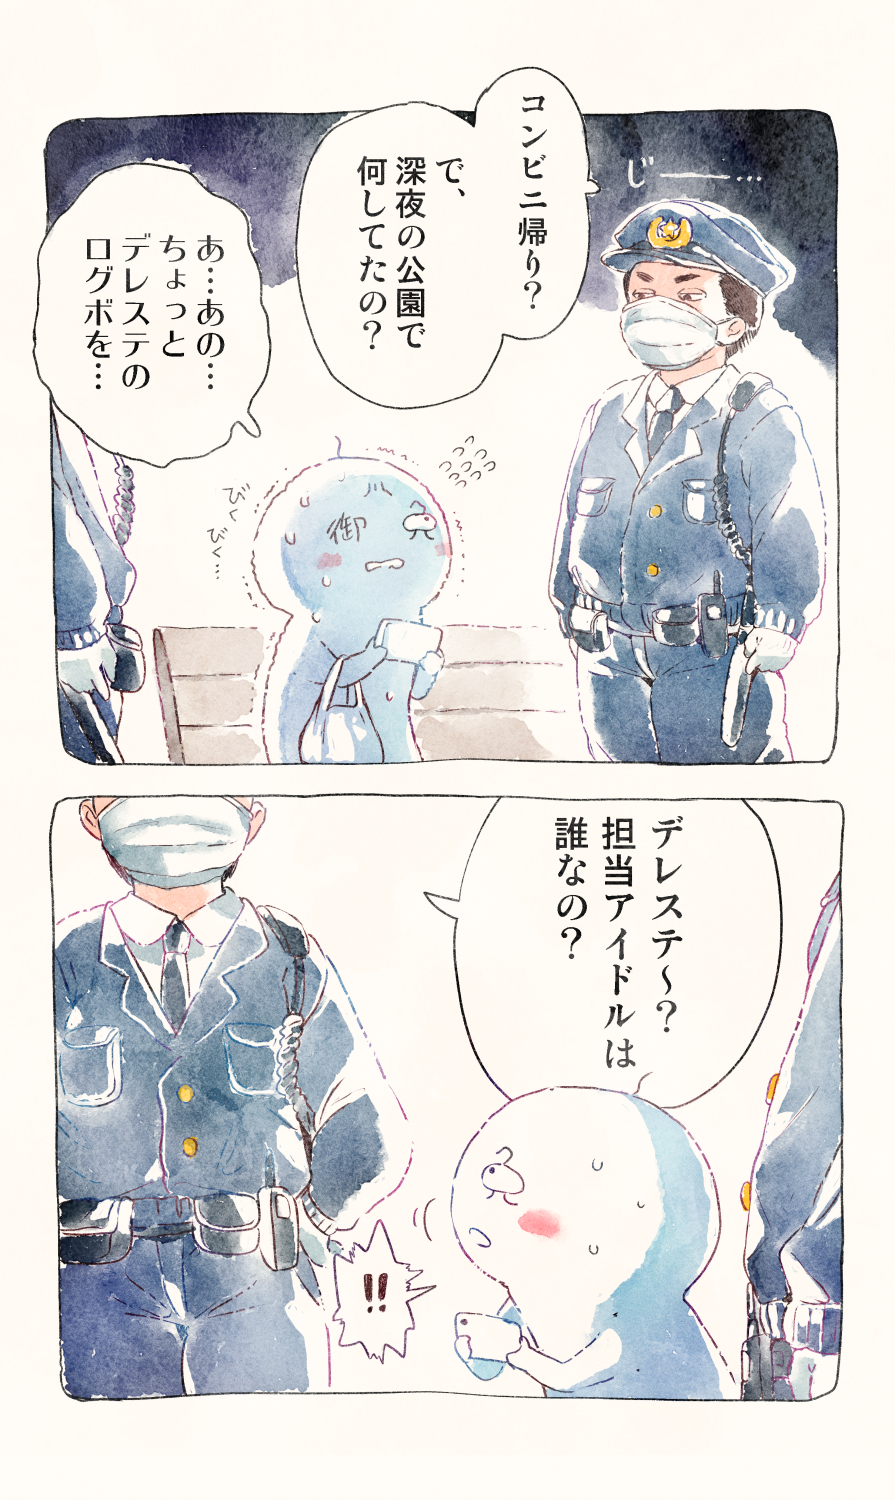 コンビニ帰り?
で、
深夜の公園で
何してたの?
じーーー…
あ…あの…
ちょっと
デレステの
ログボを…
びく
びく…
御
デレステ〜?
担当アイドルは
誰なの?
!!